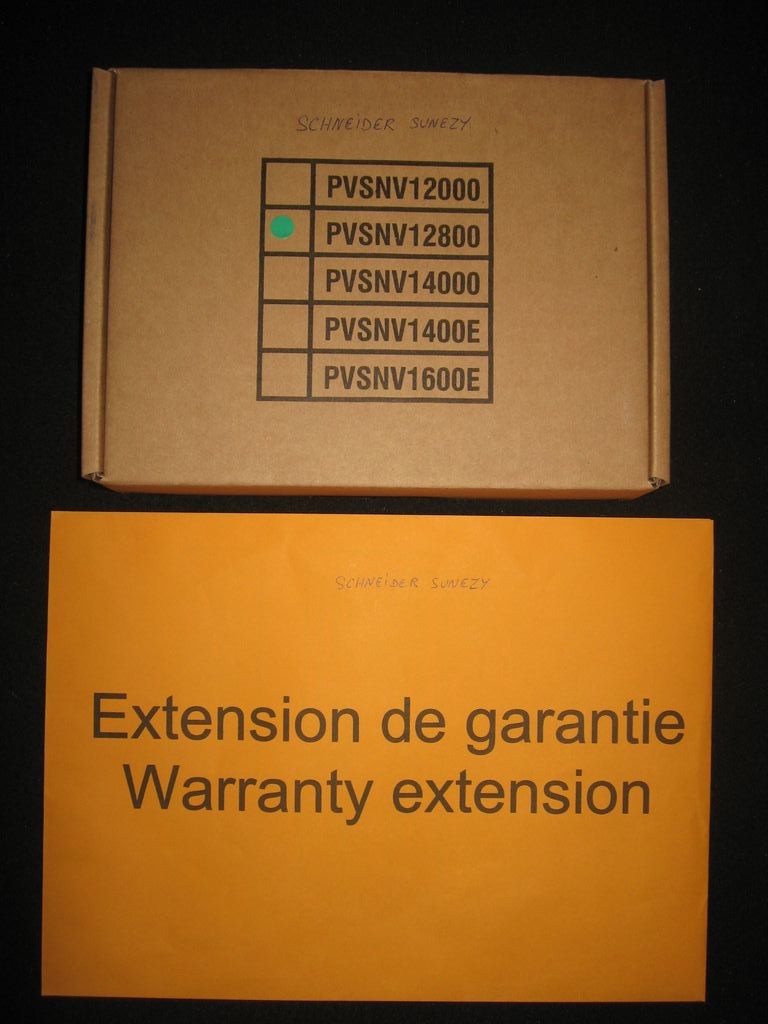 SCHNEIDER SUNEZY
PVSNV12000
PVSNV12800
PVSNV14000
PVSNV1400E
PVSNV1600E
SCHNEIDER SUNEZY
Extension de garantie
Warranty extension